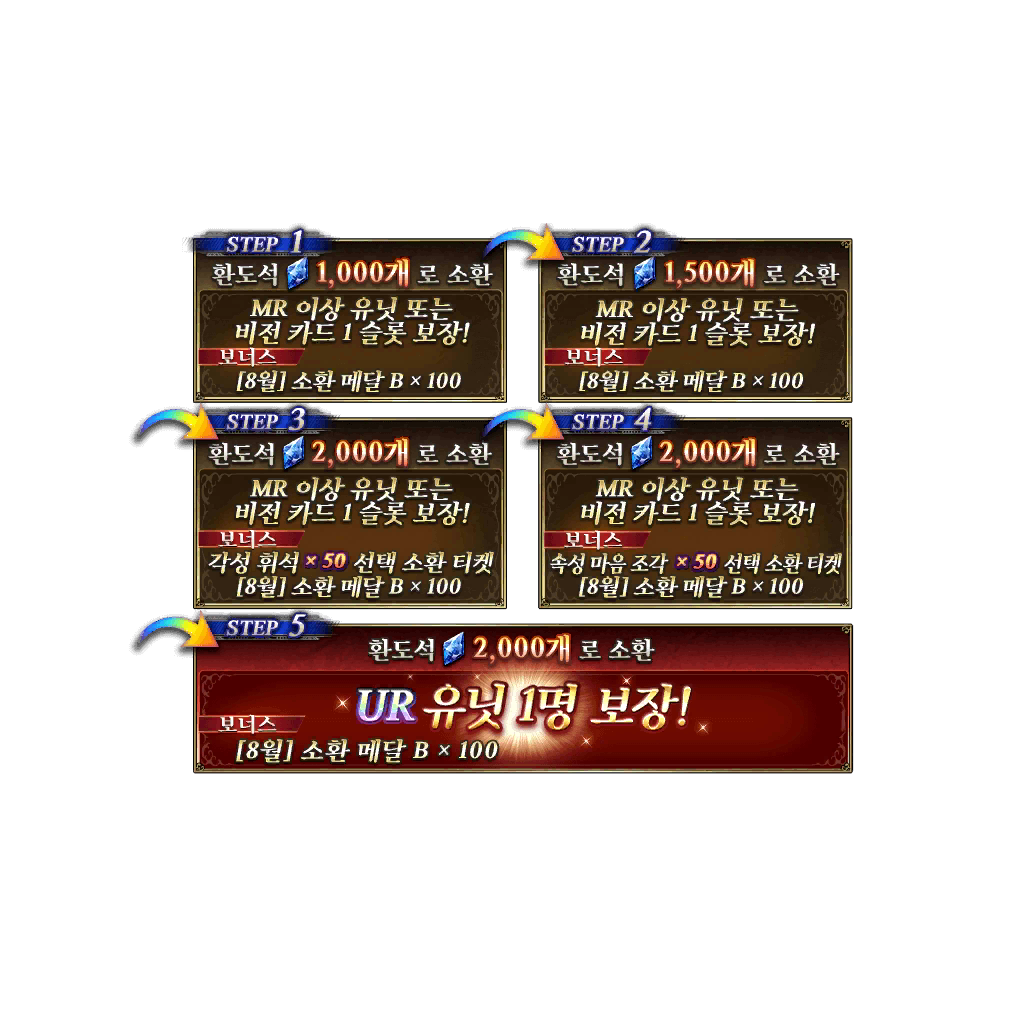 STEP 1
환도석 1,000개 로 소환
MR 이상 유닛 또는
비전 카드 1 슬롯 보장!
보너스
[8월] 소환 메달 B × 100
STEP 2
환도석 1,500개 로 소환
MR 이상 유닛 또는
비전 카드 1 슬롯 보장!
보너스
[8월] 소환 메달 B × 100
STEP 3
환도석 2,000개 로 소환
MR 이상 유닛 또는
비전 카드 1 슬롯 보장!
보너스
각성 휘석 × 50 선택 소환 티켓
[8월] 소환 메달 B × 100
STEP 4
환도석 2,000개 로 소환
MR 이상 유닛 또는
비전 카드 1 슬롯 보장!
보너스
속성 마음 조각 × 50 선택 소환 티켓
[8월] 소환 메달 B × 100
STEP 5
환도석 2,000개 로 소환
UR 유닛 1명 보장!
보너스
[8월] 소환 메달 B × 100